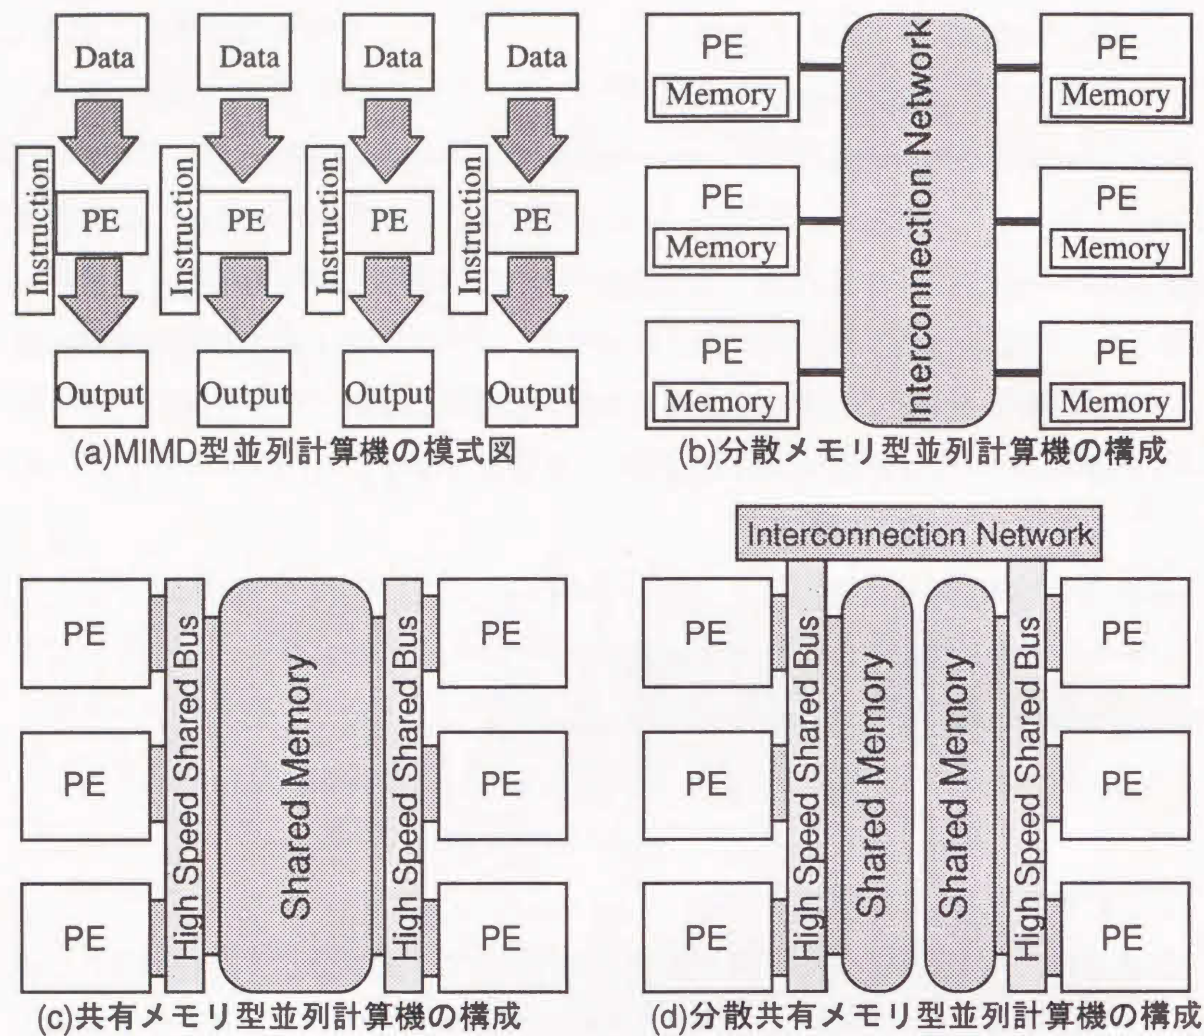 Data Data Data Data
Instruction Instruction Instruction Instruction
PE PE PE PE
Output Output Output Output
(a)MIMD型並列計算機の模式図
PE
Memory
PE
Memory
PE
Memory
Interconnection Network
PE
Memory
PE
Memory
PE
Memory
(b)分散メモリ型並列計算機の構成
PE
PE
PE
High Speed Shared Bus
Shared Memory
High Speed Shared Bus
PE
PE
PE
(c)共有メモリ型並列計算機の構成
Interconnection Network
PE
PE
PE
High Speed Shared Bus
Shared Memory
Shared Memory
High Speed Shared Bus
PE
PE
PE
(d)分散共有メモリ型並列計算機の構成